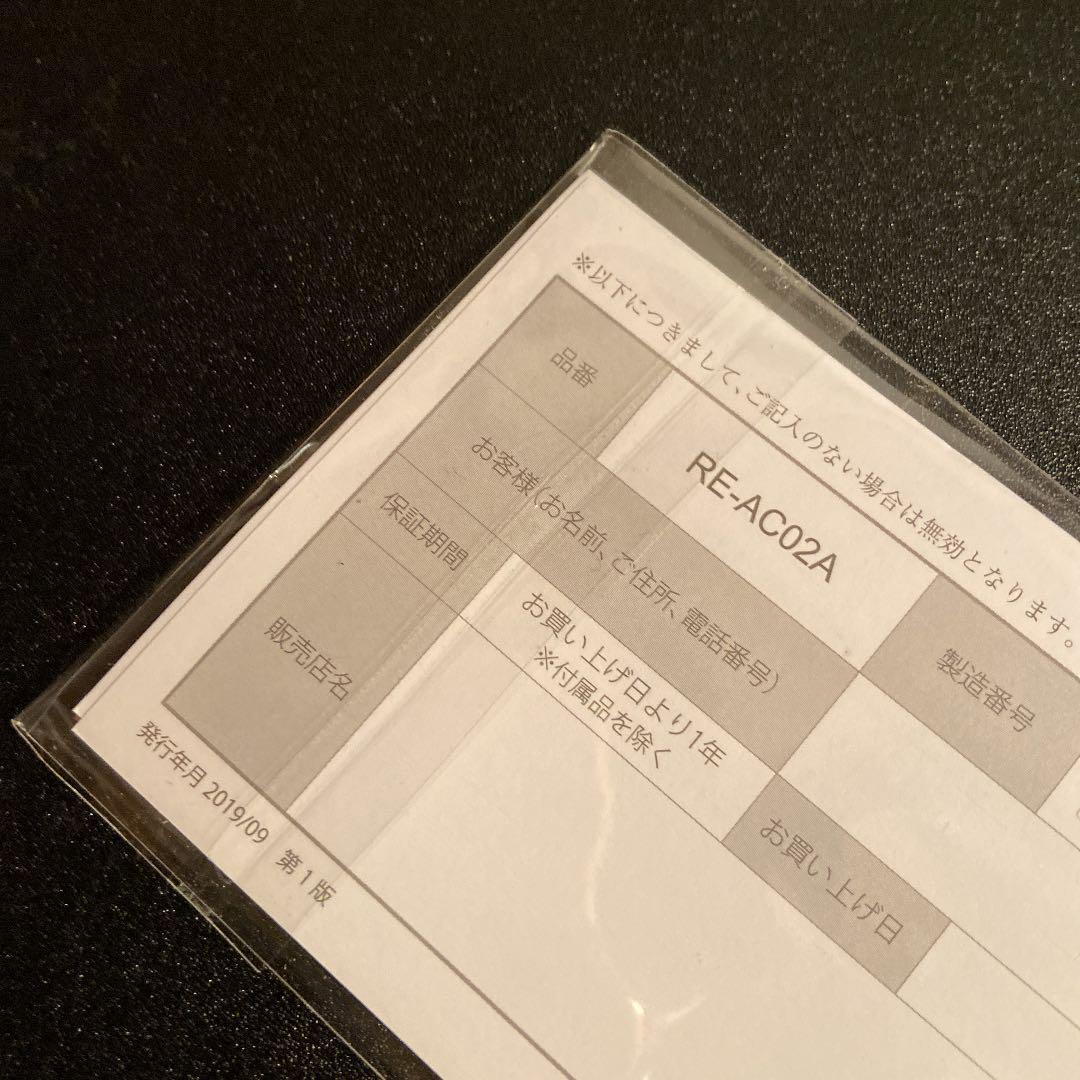 ※以下につきまして、ご記入のない場合は無効となります。
品番
RE-AC02A
製造番号
お客様(お名前、ご住所、電話番号)
保証期間
お買い上げ日より1年
※付属品を除く
お買い上げ日
販売店名
発行年月 2019/09 第1版